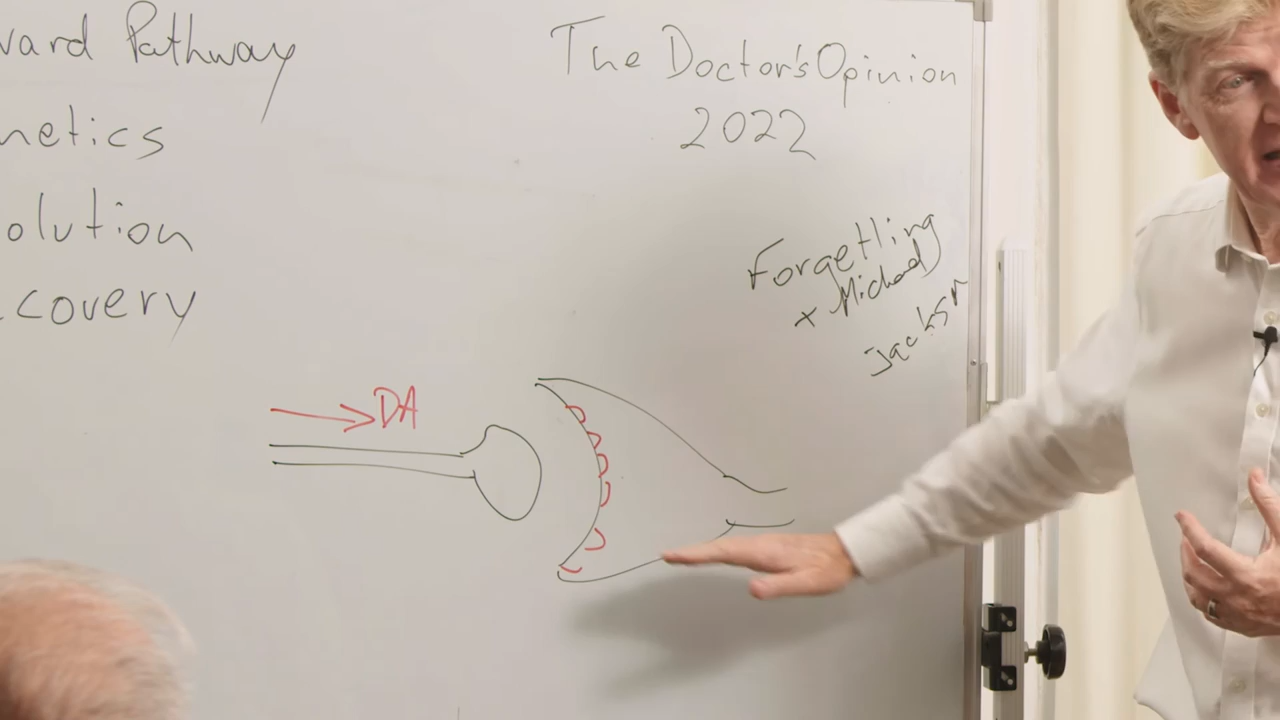 ward Pathway
netics
olution
covery
The Doctor's Opinion
2022
Forgetting
+ Michael
Jackson
DA